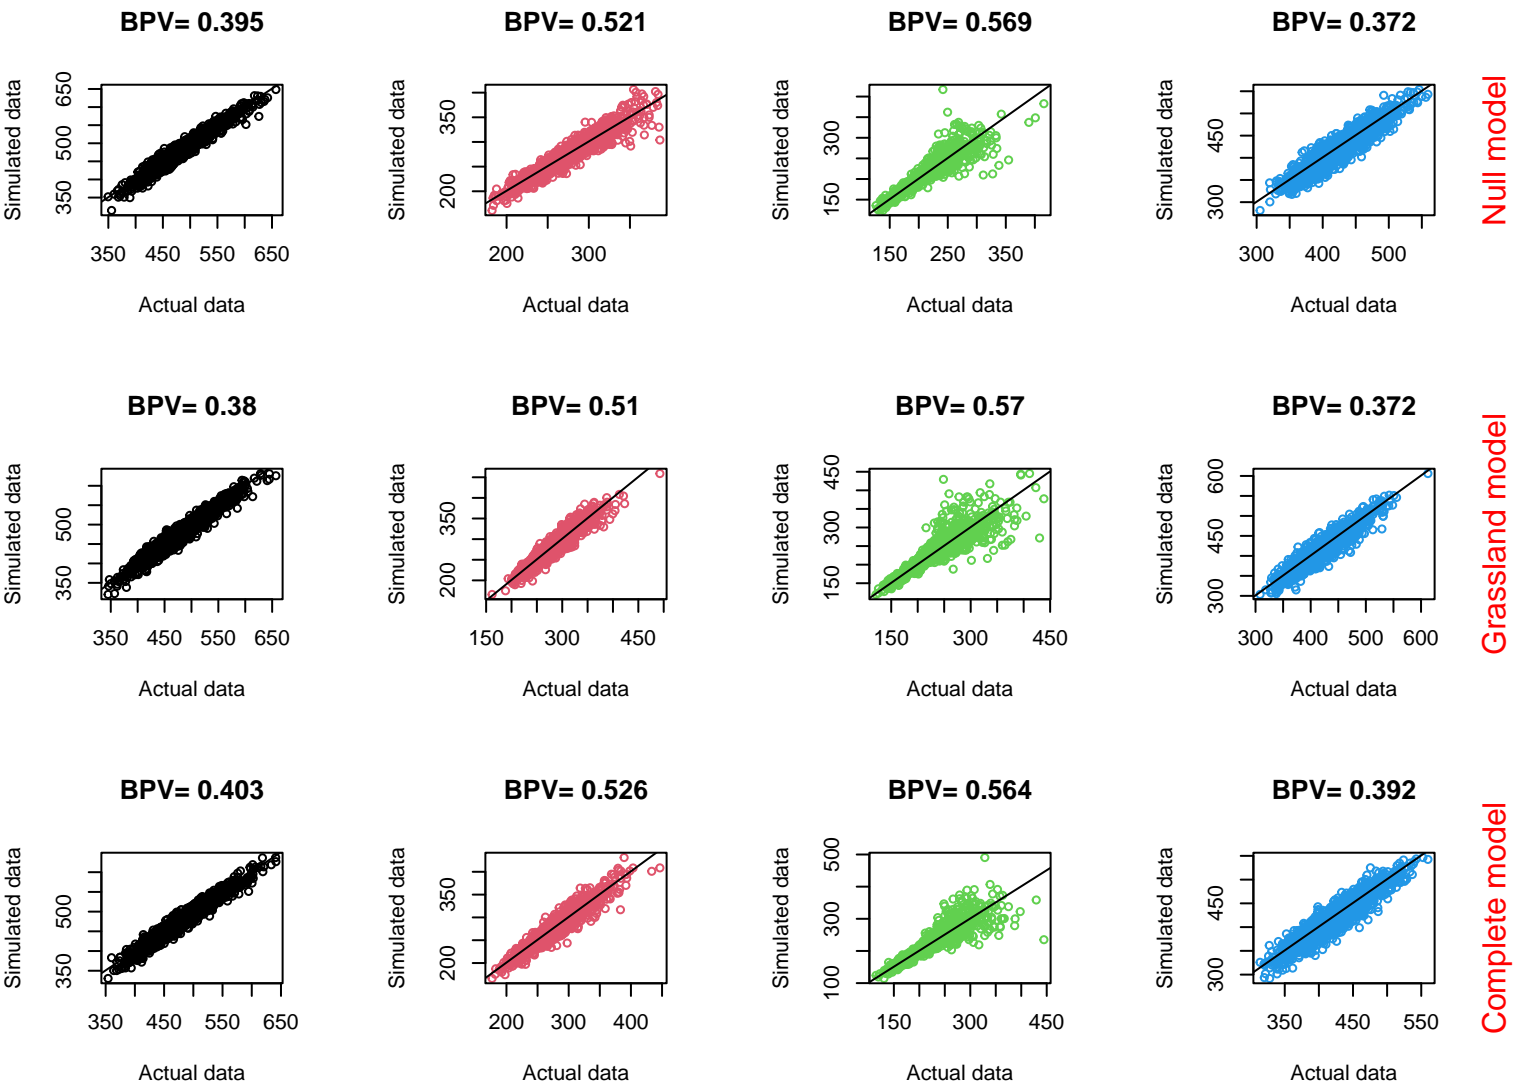 BPV= 0.395
BPV= 0.521
BPV= 0.569
BPV= 0.372
Simulated data
350 500 650
350 450 550 650
Actual data
Simulated data
200 350
200 300
Actual data
Simulated data
150 300
150 250 350
Actual data
Simulated data
300 450
300 400 500
Actual data
Null model
BPV= 0.38
BPV= 0.51
BPV= 0.57
BPV= 0.372
Simulated data
350 500
350 450 550 650
Actual data
Simulated data
200 350
150 300 450
Actual data
Simulated data
150 300 450
150 300 450
Actual data
Simulated data
300 450 600
300 400 500 600
Actual data
Grassland model
BPV= 0.403
BPV= 0.526
BPV= 0.564
BPV= 0.392
Simulated data
350 500
350 450 550 650
Actual data
Simulated data
200 350
200 300 400
Actual data
Simulated data
100 300 500
150 300 450
Actual data
Simulated data
300 450
350 450 550
Actual data
Complete model